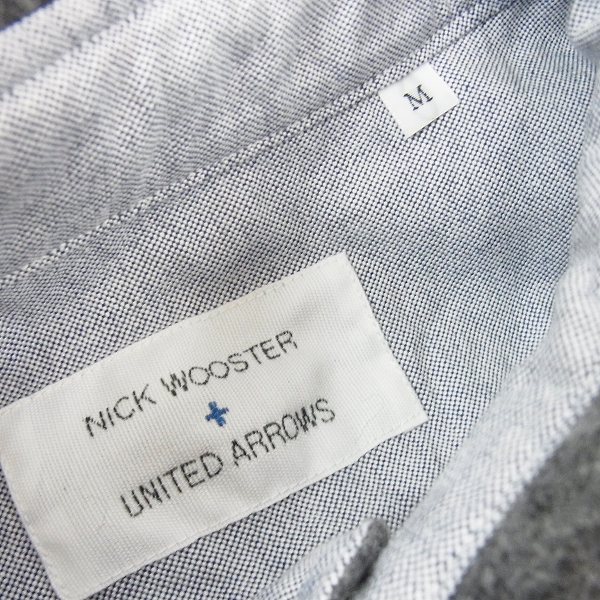 M
NICK WOOSTER
+
UNITED ARROWS